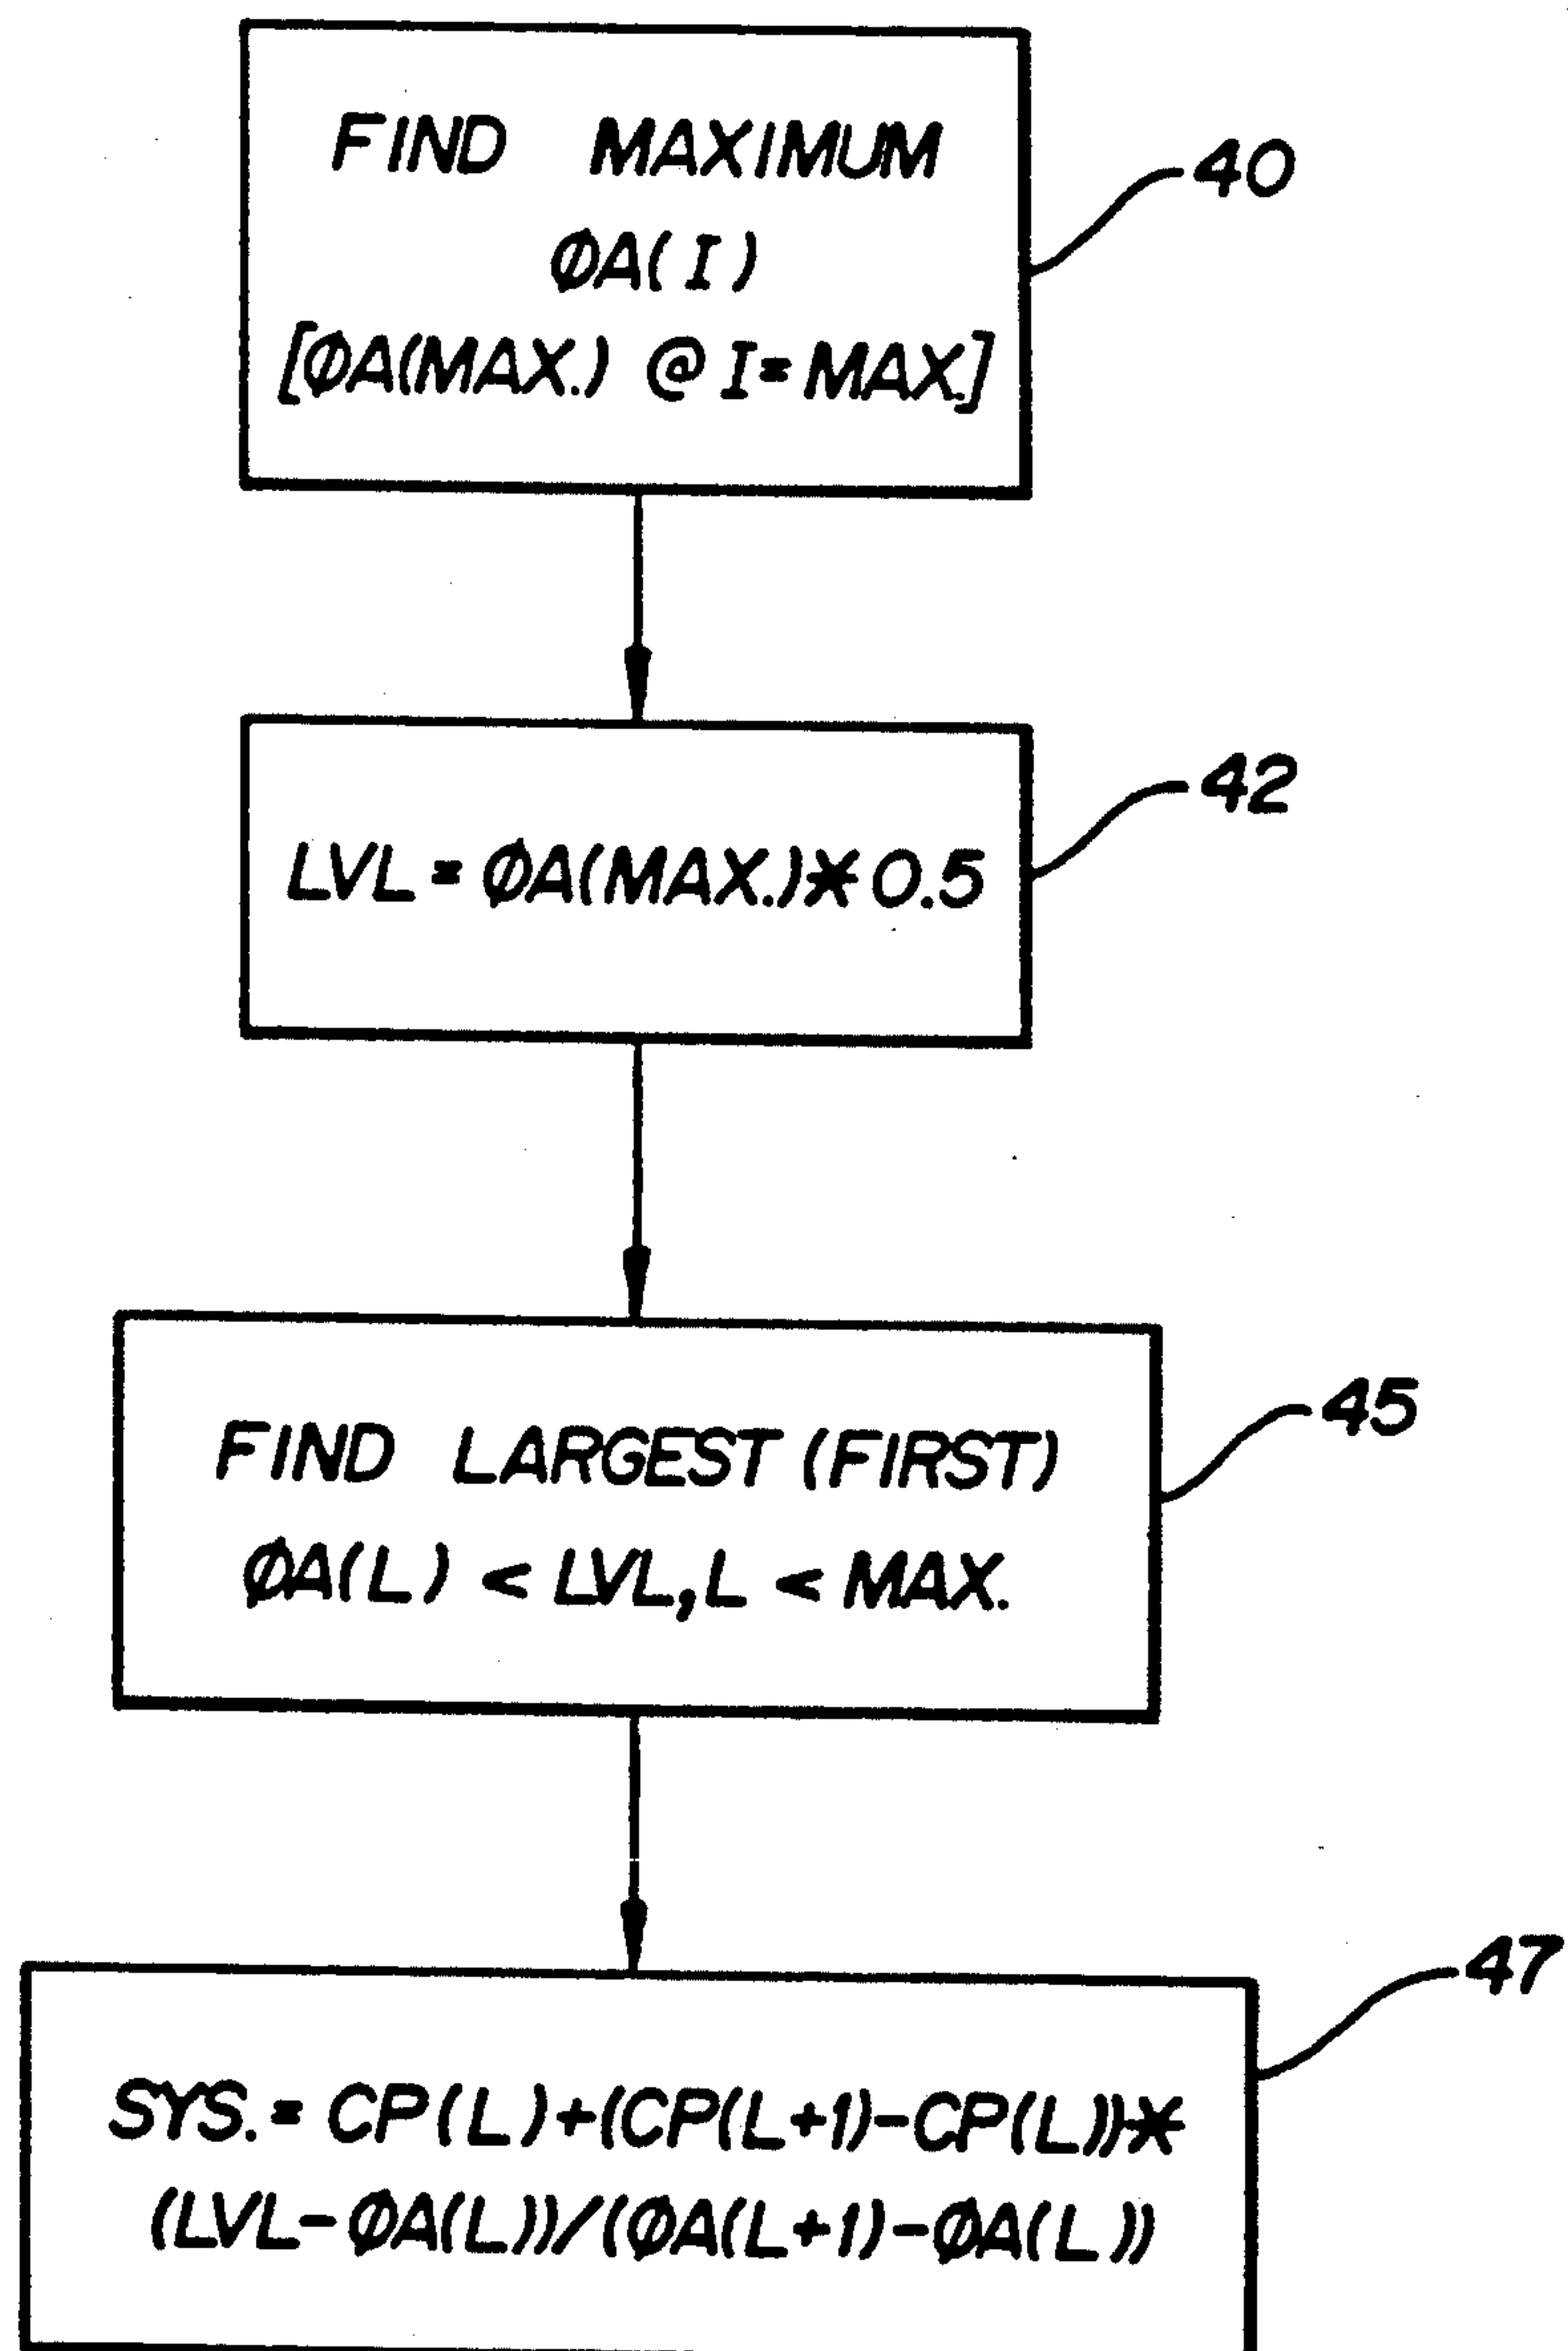 FIND MAXIMUM
ØA(I)
[ØA(MAX.) @ I=MAX.]
40
LVL = ØA(MAX.)*0.5
42
FIND LARGEST (FIRST)
ØA(L) < LVL, L < MAX.
45
SYS. = CP(L)+(CP(L+1)-CP(L))*
(LVL-ØA(L))/(ØA(L+1)-ØA(L))
47